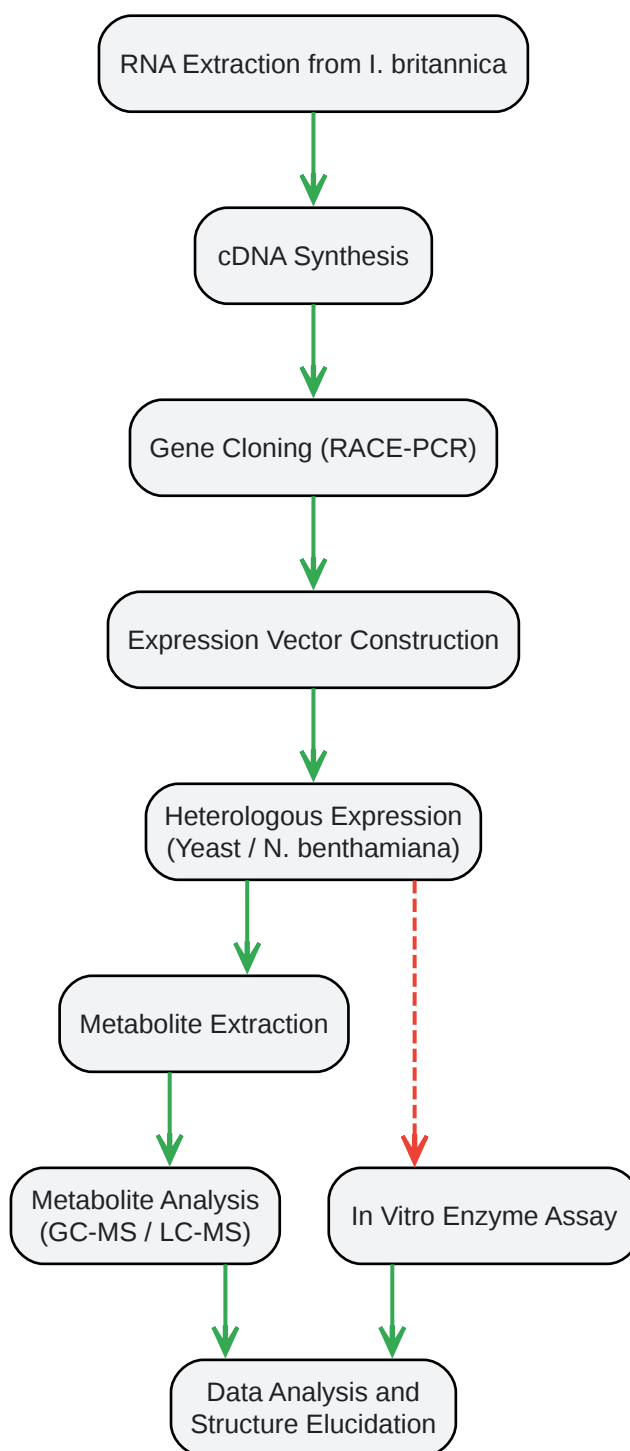 RNA Extraction from I. britannica
cDNA Synthesis
Gene Cloning (RACE-PCR)
Expression Vector Construction
Heterologous Expression
(Yeast / N. benthamiana)
Metabolite Extraction
Metabolite Analysis
(GC-MS / LC-MS)
In Vitro Enzyme Assay
Data Analysis and
Structure Elucidation